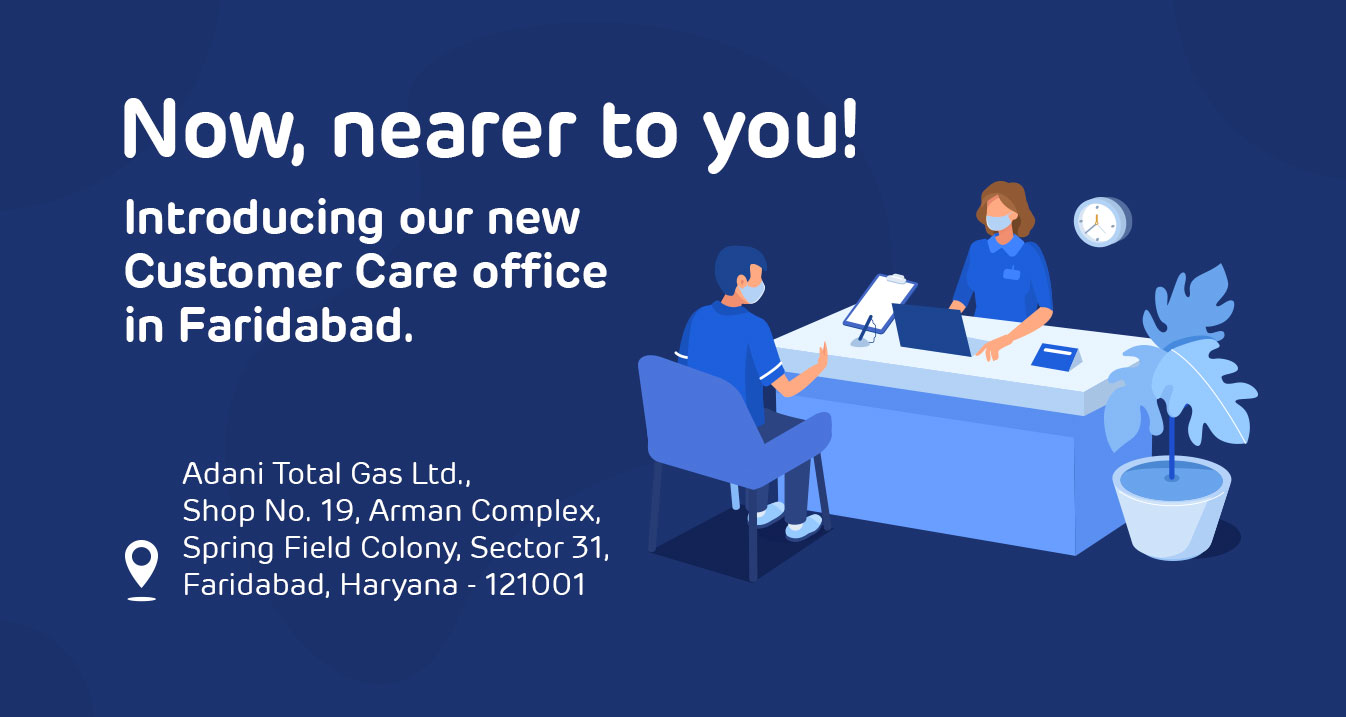 Now, nearer to you!
Introducing our new
Customer Care office
in Faridabad.
Adani Total Gas Ltd.,
Shop No. 19, Arman Complex,
Spring Field Colony, Sector 31,
Faridabad, Haryana - 121001